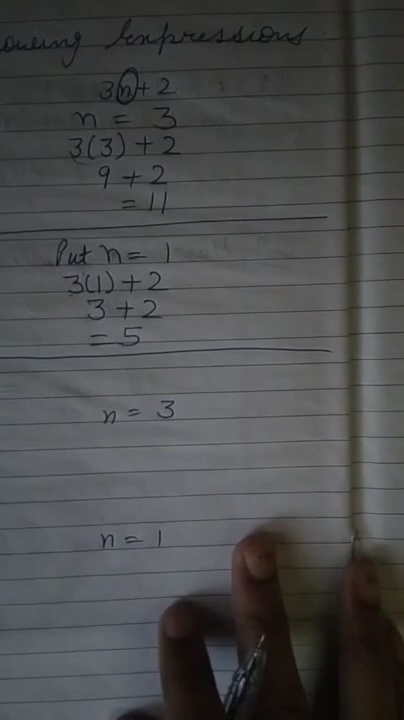 Expressions
3n + 2
n = 3
3(3) + 2
9 + 2
= 11
Put n = 1
3(1) + 2
3 + 2
= 5
n = 3
n = 1